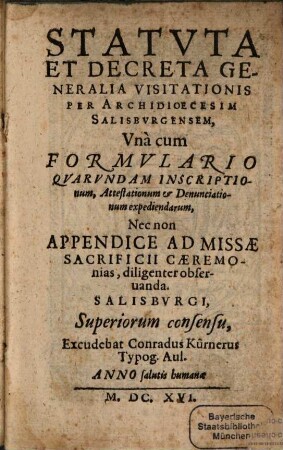 STATVTA
ET DECRETA GE-
NERALIA VISITATIONIS
PER ARCHIDIOECESIM
SALISBVRGENSEM,
Vnà cum
FORMVLARIO
QVARVNDAM INSCRIPTIO-
num, Attestationum & Denunciatio-
num expediendarum,
Nec non
APPENDICE AD MISSÆ
SACRIFICII CÆREMO-
nias, diligenter obser-
uanda.
SALISBVRGI,
Superiorum consensu,
Excudebat Conradus Kürnerus
Typog. Aul.
ANNO salutis humanæ
M. DC. XVI.
Bayerische
Staatsbibliothek
München